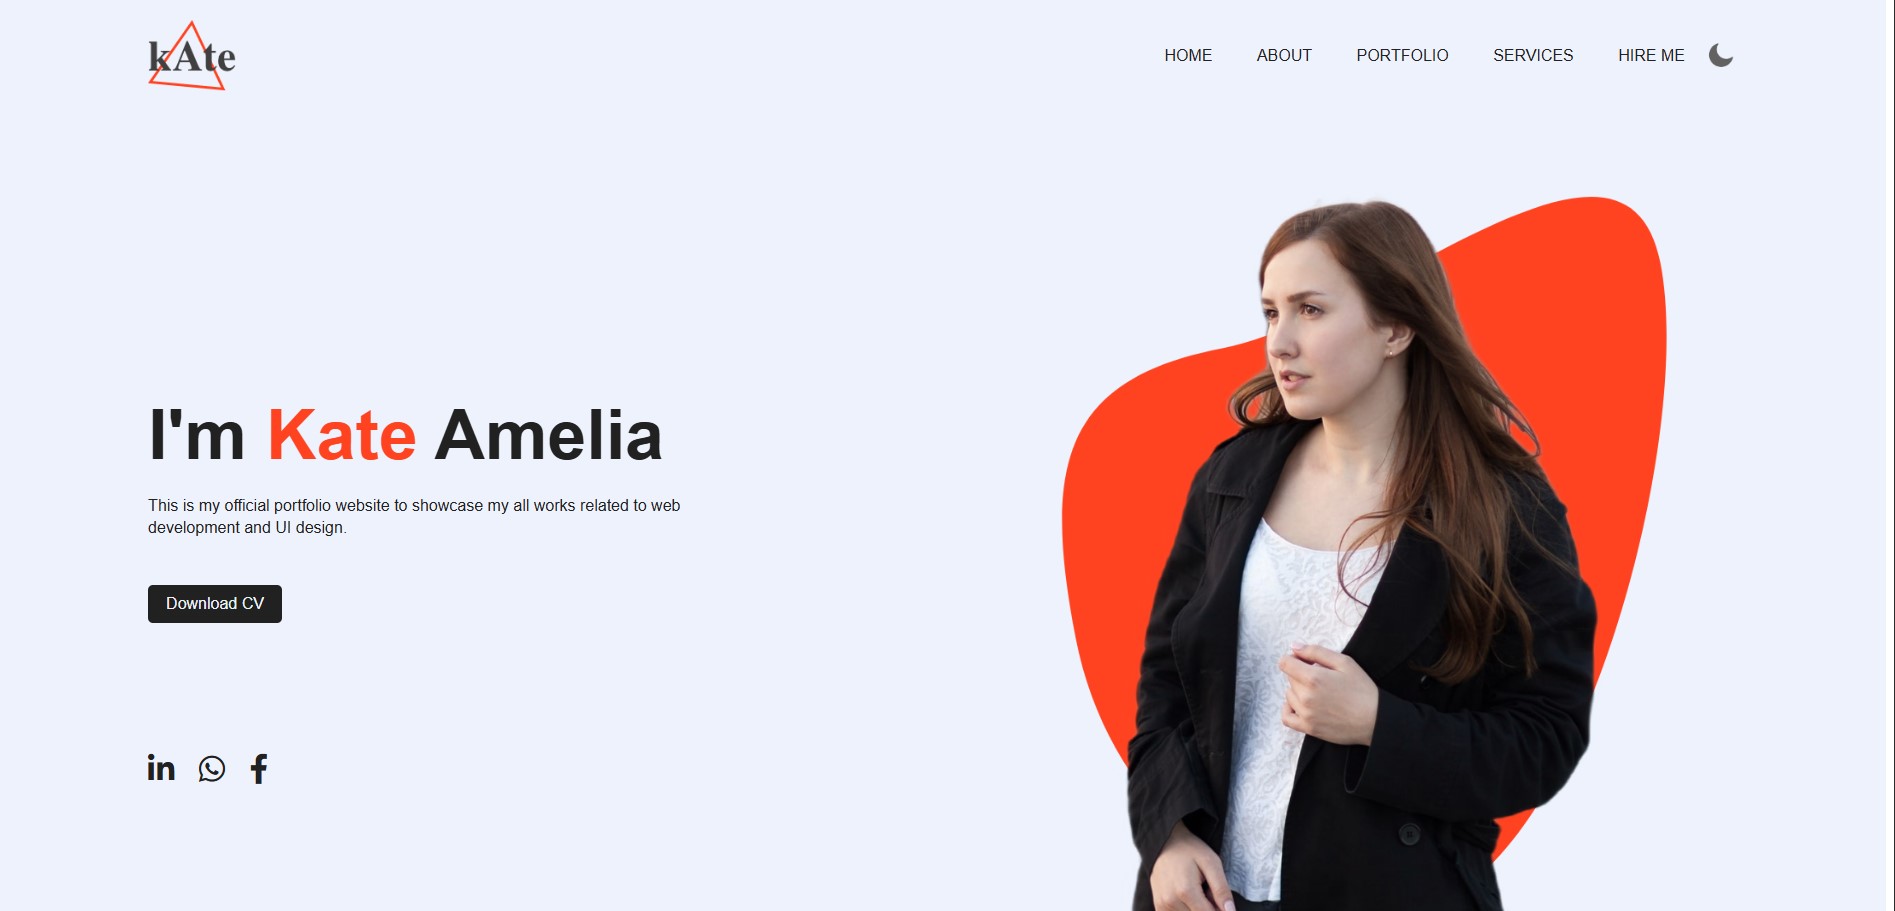 kAte
HOME ABOUT PORTFOLIO SERVICES HIRE ME
I'm Kate Amelia
This is my official portfolio website to showcase my all works related to web
development and UI design.
Download CV
in